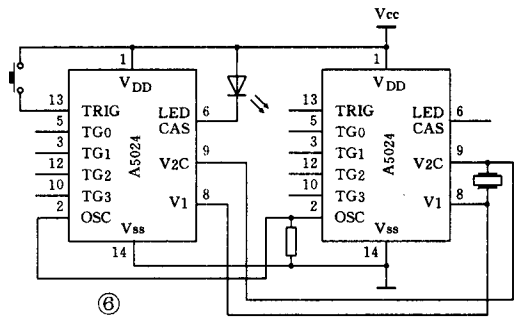 Vcc
1
VDD
13
TRIG
5
TG0
3
TG1
12
TG2
10
TG3
2
OSC
A5024
LED
CAS
6
V2C
9
V1
8
Vss
14
1
VDD
13
TRIG
5
TG0
3
TG1
12
TG2
10
TG3
2
OSC
A5024
LED
CAS
6
V2C
9
V1
8
Vss
14
⑥